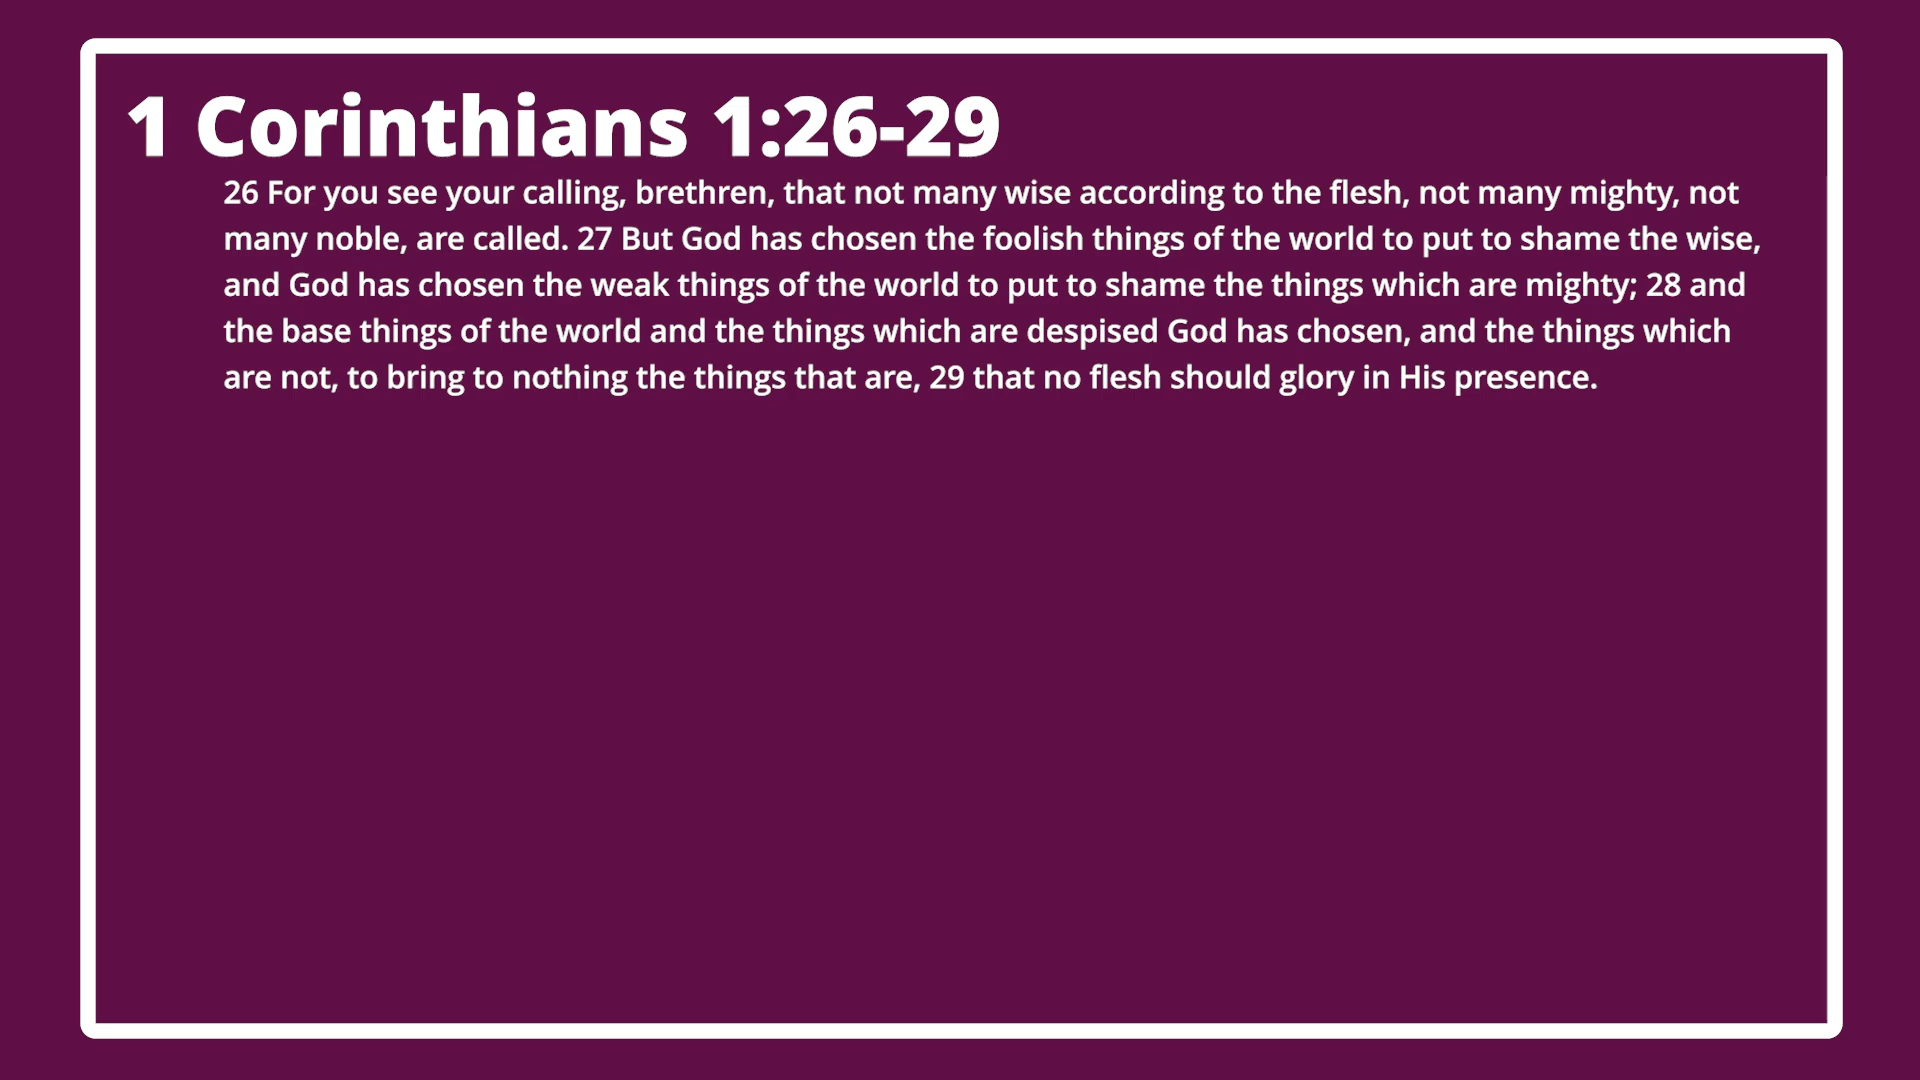 1 Corinthians 1:26-29
26 For you see your calling, brethren, that not many wise according to the flesh, not many mighty, not
many noble, are called. 27 But God has chosen the foolish things of the world to put to shame the wise,
and God has chosen the weak things of the world to put to shame the things which are mighty; 28 and
the base things of the world and the things which are despised God has chosen, and the things which
are not, to bring to nothing the things that are, 29 that no flesh should glory in His presence.